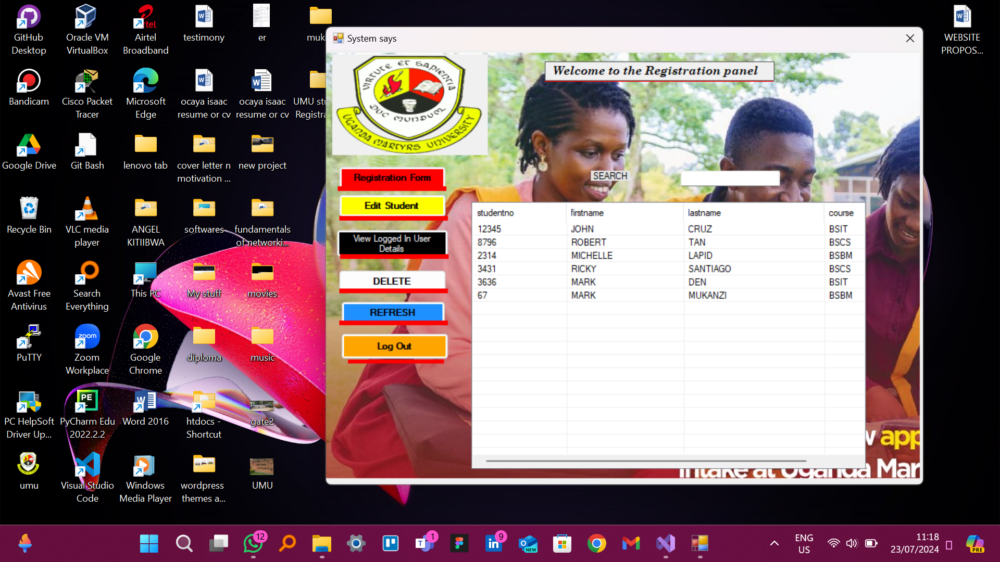 GitHub
Desktop
Oracle VM
VirtualBox
Airtel
Broadband
testimony
er
Bandicam
Cisco Packet
Tracer
Microsoft
Edge
ocaya isaac
resume or cv
ocaya isaac
resume or cv
Google Drive
Git Bash
lenovo tab
cover letter n
motivation ...
new project
Recycle Bin
VLC media
player
ANGEL
KITIIBWA
softwares
fundamentals
of networki...
Avast Free
Antivirus
Search
Everything
This PC
My stuff
movies
PuTTY
zoom
Zoom
Workplace
Google
Chrome
diploma
music
PC HelpSoft
Driver Up...
PE
PyCharm Edu
2022.2.2
Word 2016
htdocs -
Shortcut
gate2
umu
Visual Studio
Code
Windows
Media Player
wordpress
themes a...
UMU
WEBSITE
PROPOS...
System says
VIRTUTE ET SAPIENTIA
DUC MUNDUM
UGANDA MARTYRS UNIVERSITY
Welcome to the Registration panel
SEARCH
Registration Form
Edit Student
View Logged In User
Details
DELETE
REFRESH
Log Out
studentno firstname lastname course
12345 JOHN CRUZ BSIT
8796 ROBERT TAN BSCS
2314 MICHELLE LAPID BSBM
3431 RICKY SANTIAGO BSCS
3636 MARK DEN BSIT
67 MARK MUKANZI BSBM
app
intake at Uganda Mar
12
1
9
NEW
ENG
US
11:18
23/07/2024
PRE